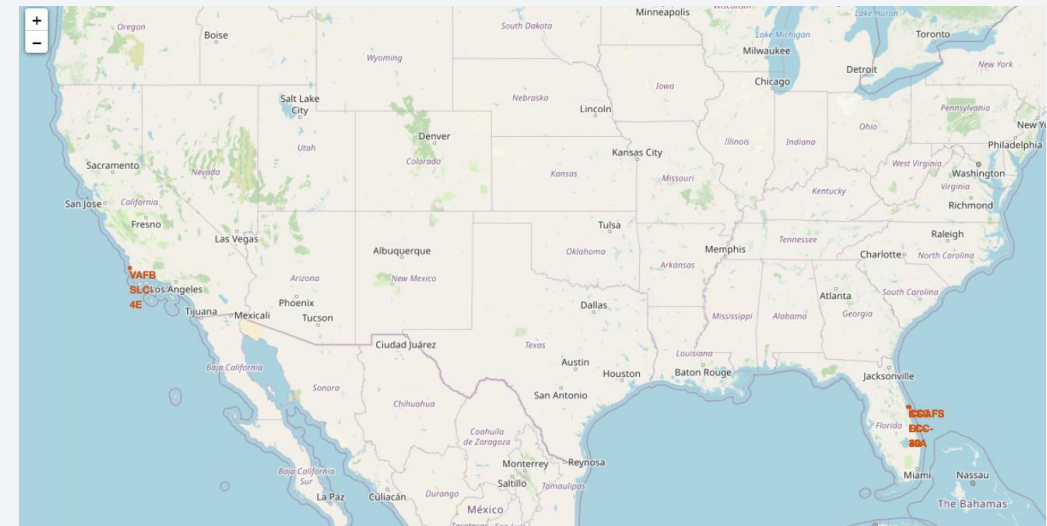 +
−
Oregon
Boise
South Dakota
Minneapolis
Lake Huron
Toronto
Lake Michigan
Milwaukee
Wyoming
Detroit
New York
Chicago
Iowa
Salt Lake
City
Nebraska
Lincoln
Pennsylvania
Ohio
Denver
Illinois
Indiana
Utah
Philadelphia
Sacramento
Nevada
Colorado
Kansas City
Kansas
West Virginia
Washington
Missouri
Virginia
Kentucky
San Jose
California
Richmond
Fresno
Tulsa
Las Vegas
Raleigh
Tennessee
Albuquerque
Oklahoma
Memphis
Charlotte
North Carolina
Arkansas
VAFB
Arizona
New Mexico
SLC-
Los Angeles
4E
South Carolina
Phoenix
Atlanta
Dallas
Tijuana
Mexicali
Tucson
Mississippi
Alabama
Georgia
Ciudad Juárez
Texas
Louisiana
Austin
Baja California
Houston
Baton Rouge
Jacksonville
Sonora
San Antonio
Chihuahua
Florida
Coahuila
de Zaragoza
Monterrey
Reynosa
Baja California
Sur
Miami
Nassau
Saltillo
Tamaulipas
La Paz
Culiacán
Durango
The Bahamas
México